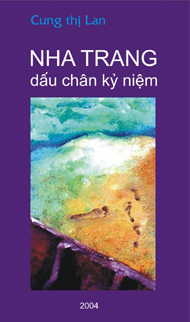 Cung thị Lan
NHA TRANG
dấu chân kỷ niệm
2004